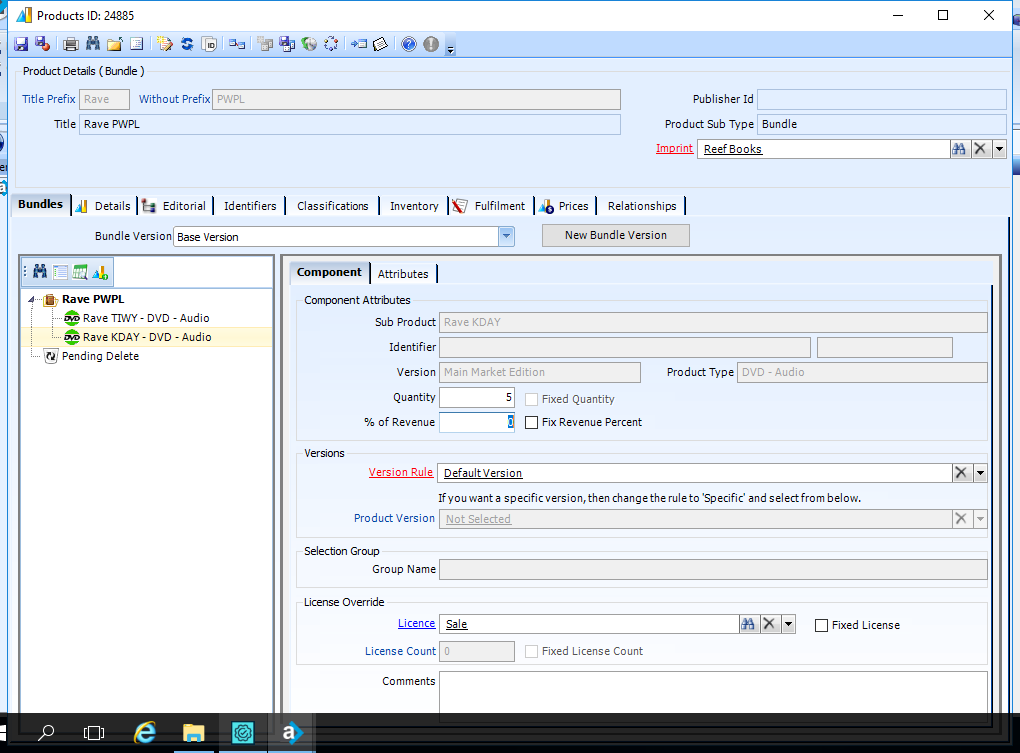 Products ID: 24885
Product Details ( Bundle )
Title Prefix Rave Without Prefix PWPL Publisher Id
Title Rave PWPL Product Sub Type Bundle
Imprint Reef Books
Bundles Details Editorial Identifiers Classifications Inventory Fulfilment Prices Relationships
Bundle Version Base Version New Bundle Version
Component Attributes
Rave PWPL
Rave TIWY - DVD - Audio
Rave KDAY - DVD - Audio
Pending Delete
Component Attributes
Sub Product Rave KDAY
Identifier
Version Main Market Edition Product Type DVD - Audio
Quantity 5 Fixed Quantity
% of Revenue 0 Fix Revenue Percent
Versions
Version Rule Default Version
If you want a specific version, then change the rule to 'Specific' and select from below.
Product Version Not Selected
Selection Group
Group Name
License Override
Licence Sale Fixed License
License Count 0 Fixed License Count
Comments